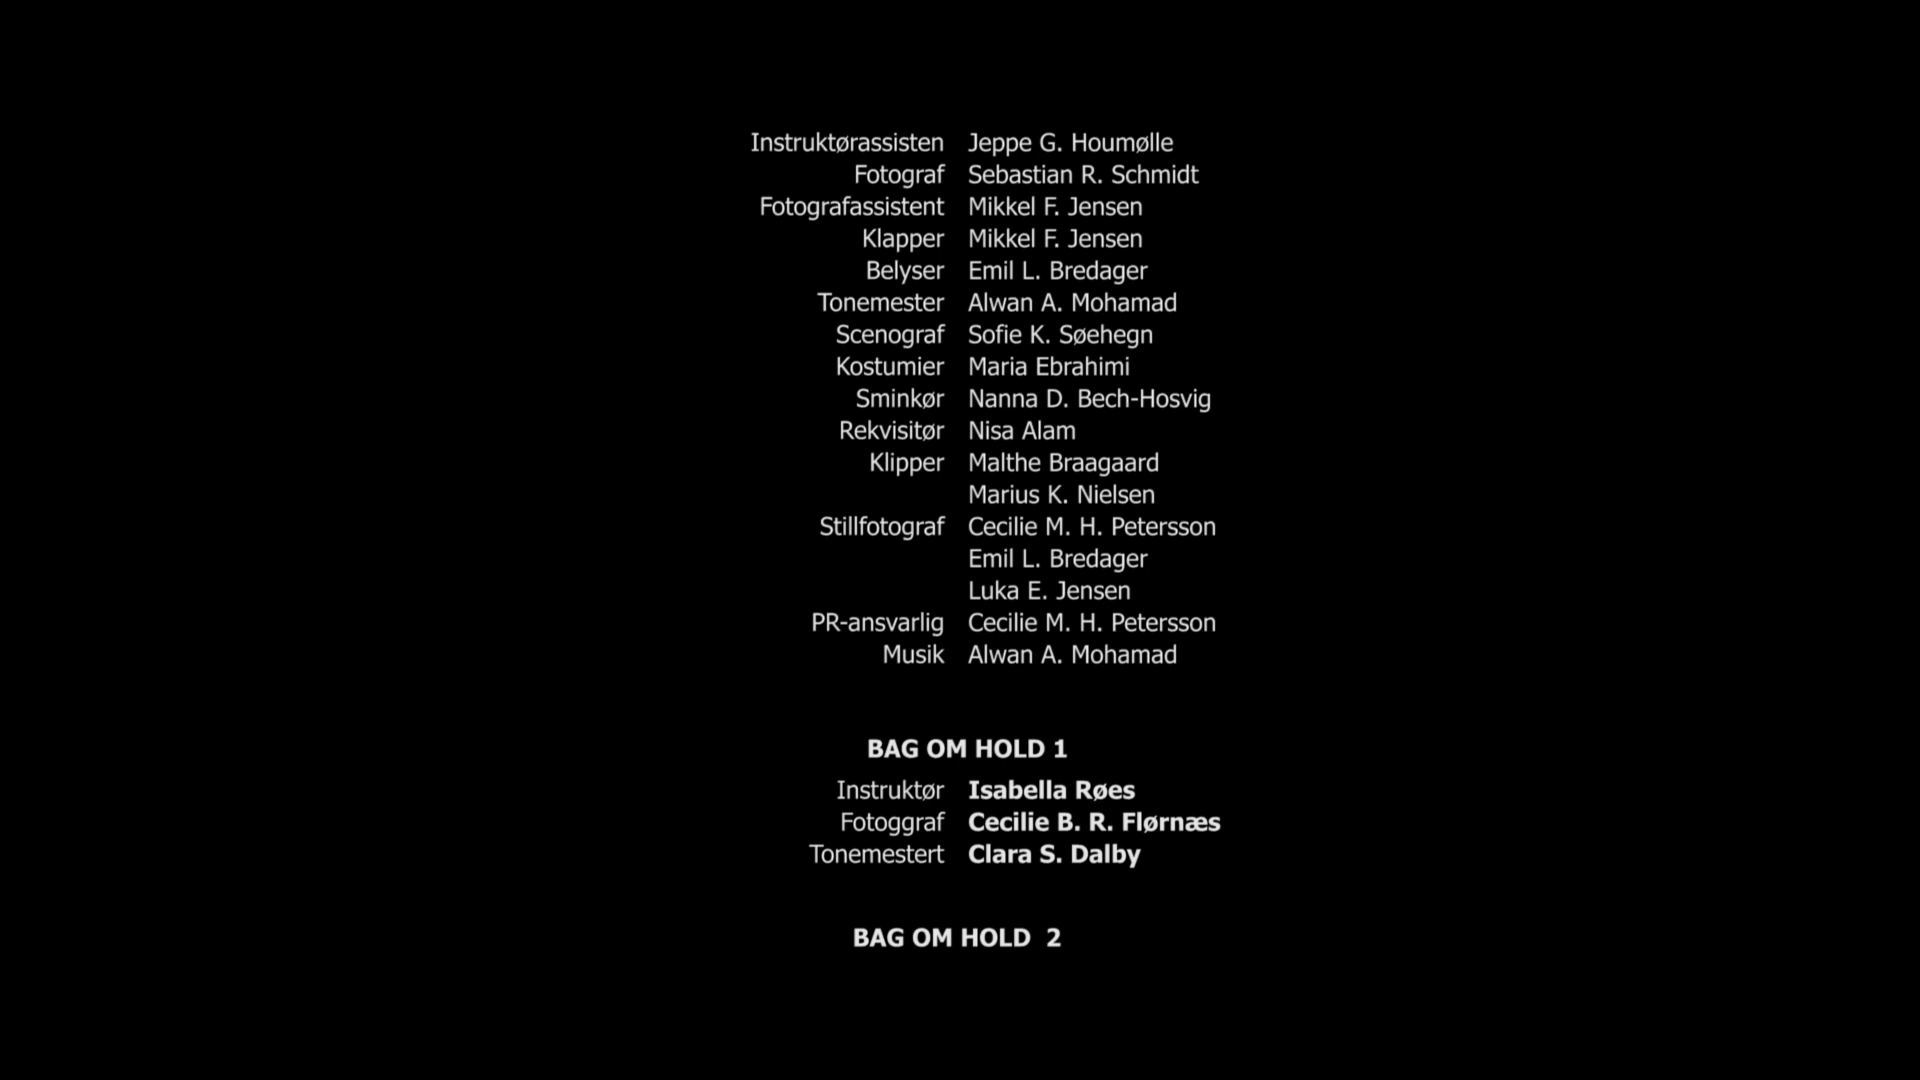 Instruktørassisten Jeppe G. Houmølle
Fotograf Sebastian R. Schmidt
Fotografassistent Mikkel F. Jensen
Klapper Mikkel F. Jensen
Belyser Emil L. Bredager
Tonemester Alwan A. Mohamad
Scenograf Sofie K. Søehegn
Kostumier Maria Ebrahimi
Sminkør Nanna D. Bech-Hosvig
Rekvisitør Nisa Alam
Klipper Malthe Braagaard
Marius K. Nielsen
Stillfotograf Cecilie M. H. Petersson
Emil L. Bredager
Luka E. Jensen
PR-ansvarlig Cecilie M. H. Petersson
Musik Alwan A. Mohamad
BAG OM HOLD 1
Instruktør Isabella Røes
Fotoggraf Cecilie B. R. Flørnæs
Tonemestert Clara S. Dalby
BAG OM HOLD  2